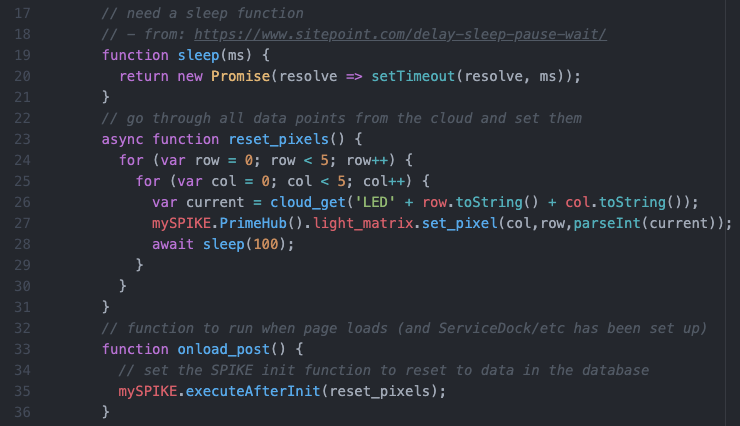 17 // need a sleep function
18 // - from: https://www.sitepoint.com/delay-sleep-pause-wait/
19 function sleep(ms) {
20 return new Promise(resolve => setTimeout(resolve, ms));
21 }
22 // go through all data points from the cloud and set them
23 async function reset_pixels() {
24 for (var row = 0; row < 5; row++) {
25 for (var col = 0; col < 5; col++) {
26 var current = cloud_get('LED' + row.toString() + col.toString());
27 mySPIKE.PrimeHub().light_matrix.set_pixel(col,row,parseInt(current));
28 await sleep(100);
29 }
30 }
31 }
32 // function to run when page loads (and ServiceDock/etc has been set up)
33 function onload_post() {
34 // set the SPIKE init function to reset to data in the database
35 mySPIKE.executeAfterInit(reset_pixels);
36 }